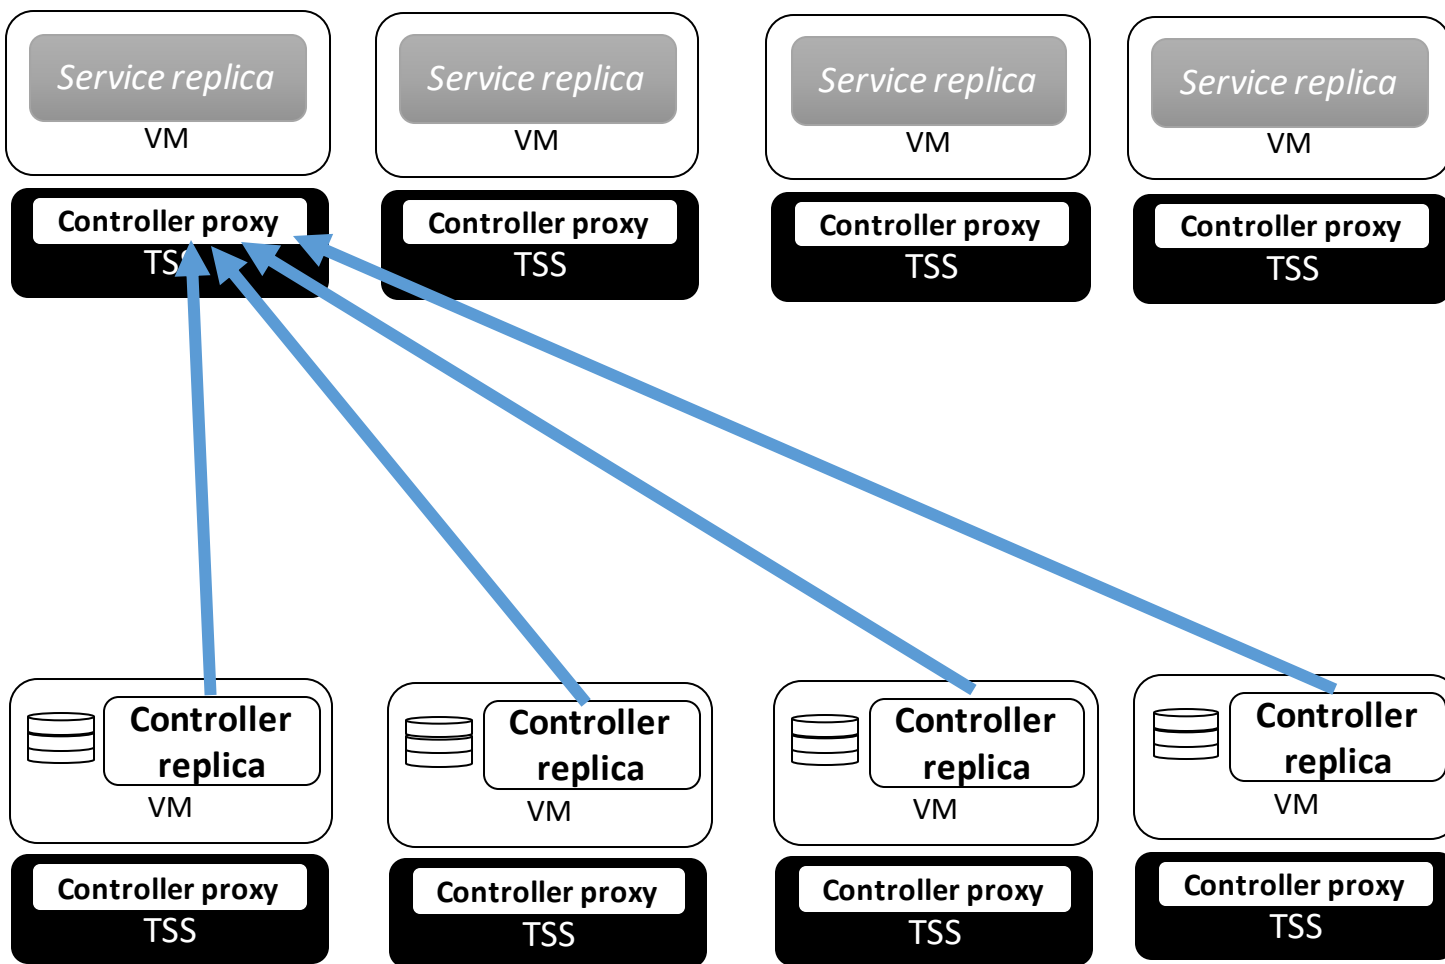 Service replica
VM
Controller proxy
TSS
Service replica
VM
Controller proxy
TSS
Service replica
VM
Controller proxy
TSS
Service replica
VM
Controller proxy
TSS
Controller
replica
VM
Controller proxy
TSS
Controller
replica
VM
Controller proxy
TSS
Controller
replica
VM
Controller proxy
TSS
Controller
replica
VM
Controller proxy
TSS